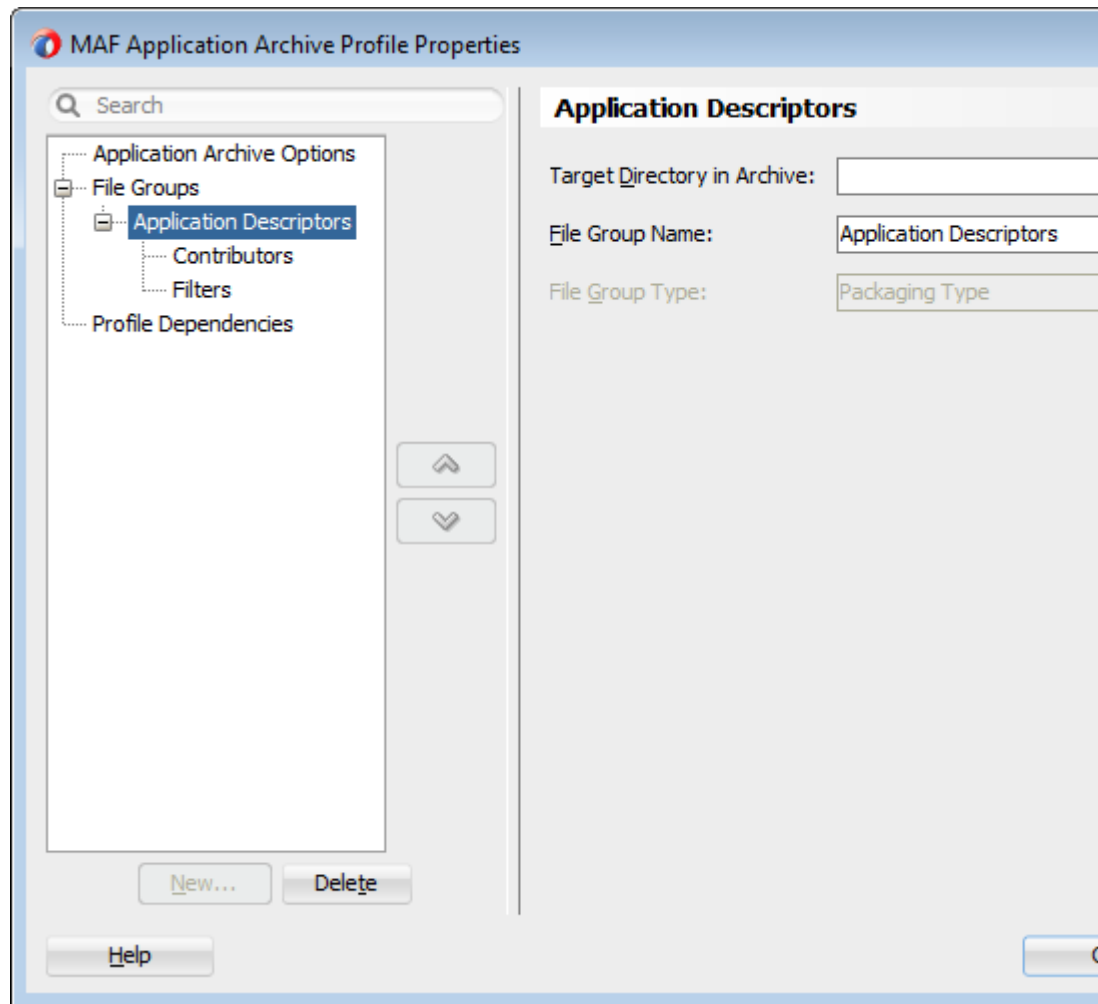 MAF Application Archive Profile Properties
Search
Application Archive Options
File Groups
Application Descriptors
Contributors
Filters
Profile Dependencies
New...
Delete
Help
Application Descriptors
Target Directory in Archive:
File Group Name:
Application Descriptors
File Group Type:
Packaging Type